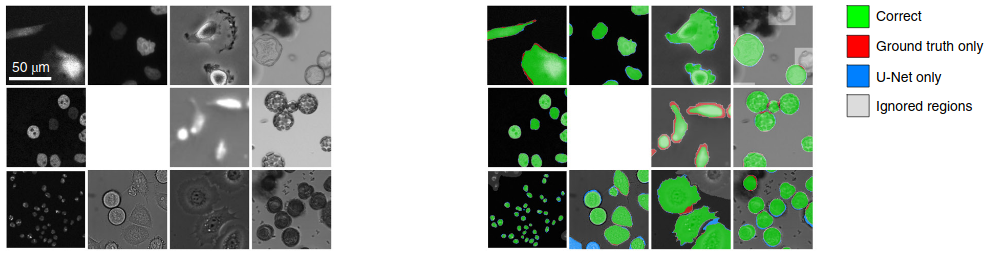 50 μm
Correct
Ground truth only
U-Net only
Ignored regions